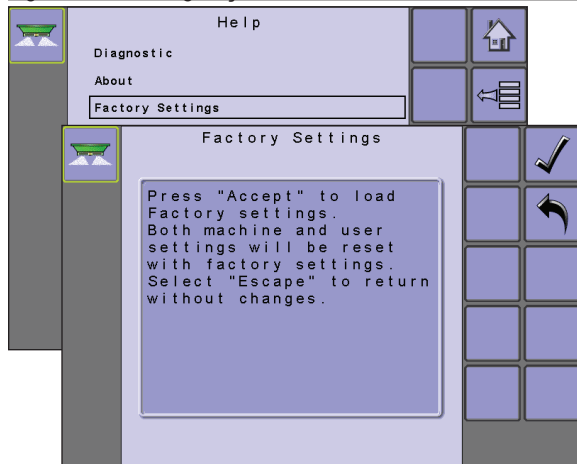 Help
Diagnostic
About
Factory Settings
Factory Settings
Press "Accept" to load
Factory settings.
Both machine and user
settings will be reset
with factory settings.
Select "Escape" to return
without changes.